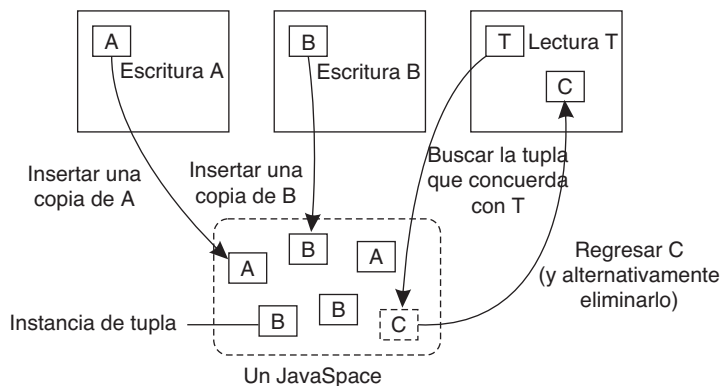 A
Escritura A
B
Escritura B
T
Lectura T
C
Insertar una
copia de A
Insertar una
copia de B
Buscar la tupla
que concuerda
con T
Regresar C
(y alternativamente
eliminarlo)
A
B
A
B
B
C
Instancia de tupla
Un JavaSpace